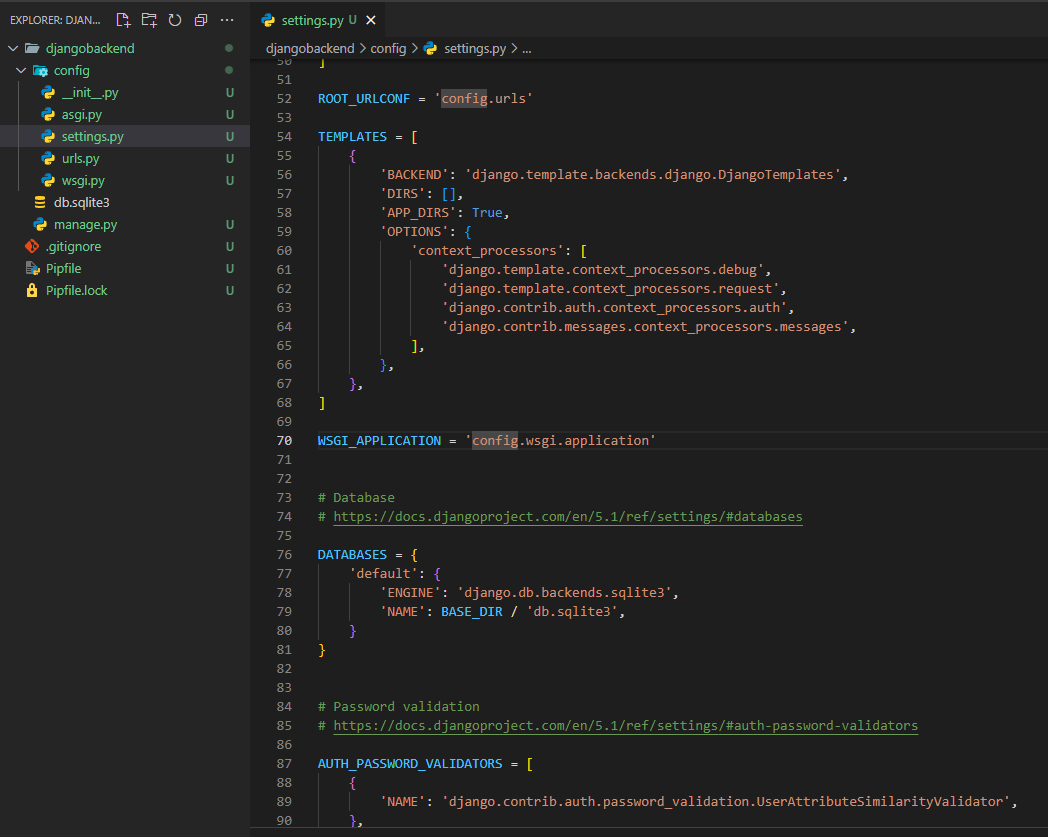 EXPLORER: DJAN...
djangobackend
config
__init__.py U
asgi.py U
settings.py U
urls.py U
wsgi.py U
db.sqlite3
manage.py U
.gitignore U
Pipfile U
Pipfile.lock U
settings.py U
djangobackend > config > settings.py > ...
50 ]
51
52 ROOT_URLCONF = 'config.urls'
53
54 TEMPLATES = [
55     {
56         'BACKEND': 'django.template.backends.django.DjangoTemplates',
57         'DIRS': [],
58         'APP_DIRS': True,
59         'OPTIONS': {
60             'context_processors': [
61                 'django.template.context_processors.debug',
62                 'django.template.context_processors.request',
63                 'django.contrib.auth.context_processors.auth',
64                 'django.contrib.messages.context_processors.messages',
65             ],
66         },
67     },
68 ]
69
70 WSGI_APPLICATION = 'config.wsgi.application'
71
72
73 # Database
74 # https://docs.djangoproject.com/en/5.1/ref/settings/#databases
75
76 DATABASES = {
77     'default': {
78         'ENGINE': 'django.db.backends.sqlite3',
79         'NAME': BASE_DIR / 'db.sqlite3',
80     }
81 }
82
83
84 # Password validation
85 # https://docs.djangoproject.com/en/5.1/ref/settings/#auth-password-validators
86
87 AUTH_PASSWORD_VALIDATORS = [
88     {
89         'NAME': 'django.contrib.auth.password_validation.UserAttributeSimilarityValidator',
90     },